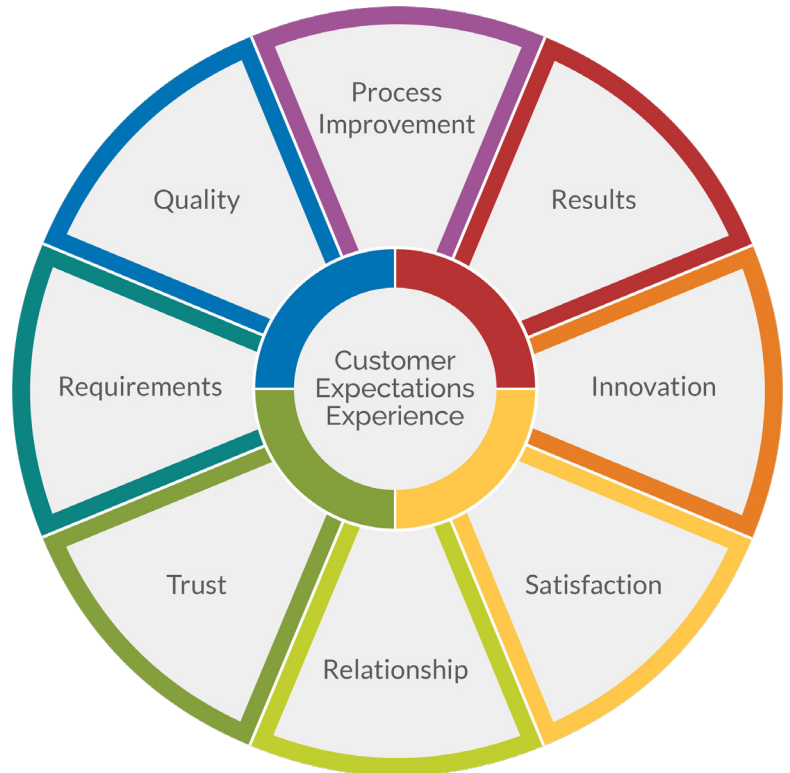 Process
Improvement
Quality
Results
Customer
Expectations
Experience
Requirements
Innovation
Trust
Satisfaction
Relationship